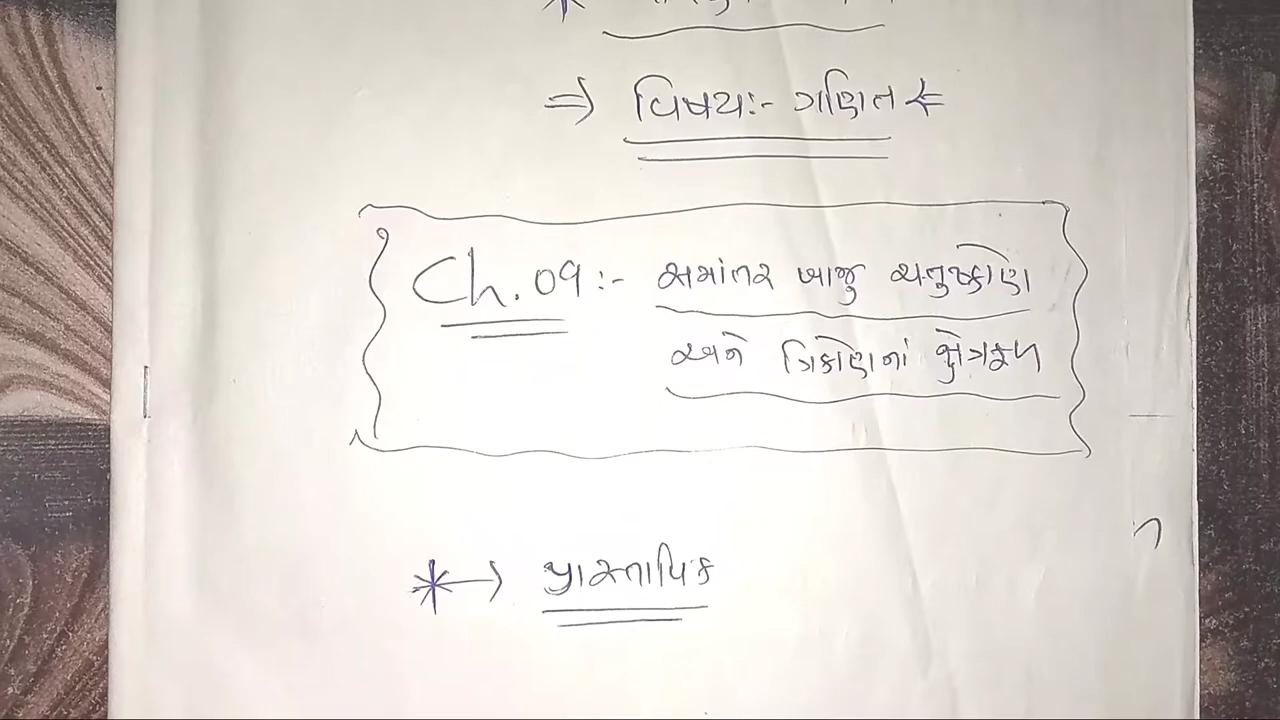 ⇒ વિષયઃ- ગણિત ⇐
Ch. 09 :- સમાંતર બાજુ ચતુષ્કોણ
અને ત્રિકોણનાં ક્ષેત્રફળ
* → પ્રાસ્તાવિક